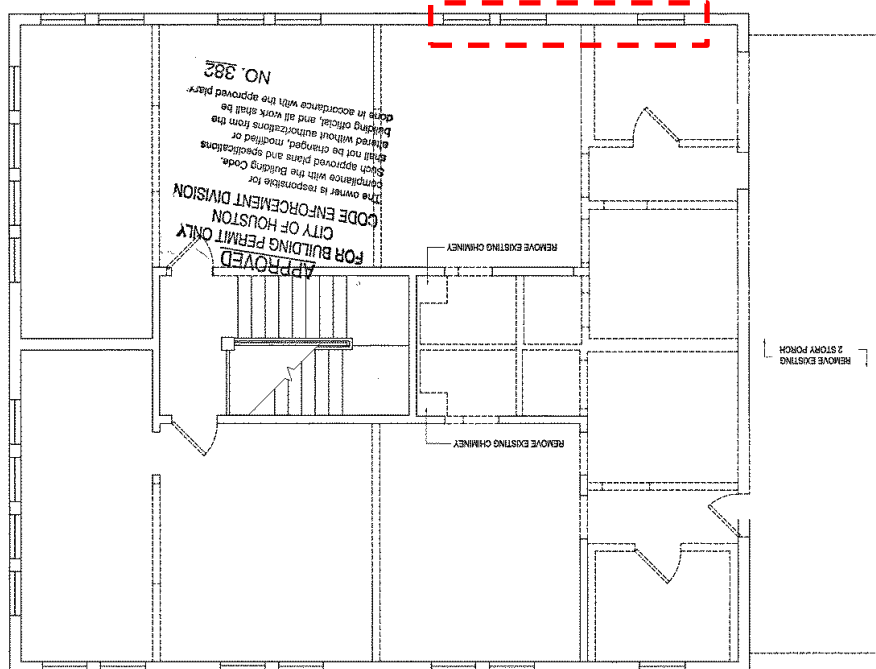 APPROVED
FOR BUILDING PERMIT ONLY
CITY OF HOUSTON
CODE ENFORCEMENT DIVISION
The owner is responsible for
compliance with the Building Code.
Such approved plans and specifications
shall not be changed, modified or
altered without authorizations from the
building official, and all work shall be
done in accordance with the approved plans
NO. 382
REMOVE EXISTING CHIMINEY
REMOVE EXISTING CHIMINEY
REMOVE EXISTING
2 STORY PORCH